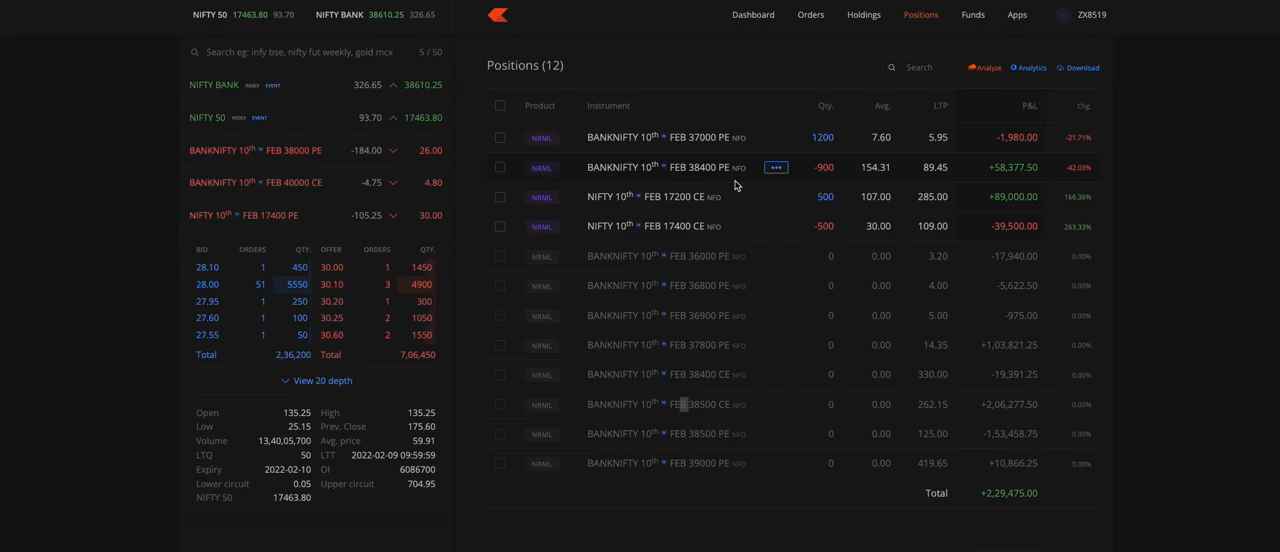 NIFTY 50 17463.80 93.70 NIFTY BANK 38610.25 326.65
Dashboard Orders Holdings Positions Funds Apps ZX8519
Search eg: infy bse, nifty fut weekly, gold mcx 5 / 50
NIFTY BANK INDEX EVENT 326.65 38610.25
NIFTY 50 INDEX EVENT 93.70 17463.80
BANKNIFTY 10th FEB 38000 PE -184.00 26.00
BANKNIFTY 10th FEB 40000 CE -4.75 4.80
NIFTY 10th FEB 17400 PE -105.25 30.00
BID ORDERS QTY. OFFER ORDERS QTY.
28.10 1 450 30.00 1 1450
28.00 51 5550 30.10 3 4900
27.95 1 250 30.20 1 300
27.60 1 100 30.25 2 1050
27.55 1 50 30.60 2 1550
Total 2,36,200 Total 7,06,450
View 20 depth
Open 135.25 High 135.25
Low 25.15 Prev. Close 175.60
Volume 13,40,05,700 Avg. price 59.91
LTQ 50 LTT 2022-02-09 09:59:59
Expiry 2022-02-10 OI 6086700
Lower circuit 0.05 Upper circuit 704.95
NIFTY 50 17463.80
Positions (12) Search Analyze Analytics Download
Product Instrument Qty. Avg. LTP P&L Chg.
NRML BANKNIFTY 10th FEB 37000 PE NFO 1200 7.60 5.95 -1,980.00 -21.71%
NRML BANKNIFTY 10th FEB 38400 PE NFO -900 154.31 89.45 +58,377.50 -42.03%
NRML NIFTY 10th FEB 17200 CE NFO 500 107.00 285.00 +89,000.00 166.36%
NRML NIFTY 10th FEB 17400 CE NFO -500 30.00 109.00 -39,500.00 263.33%
NRML BANKNIFTY 10th FEB 36000 PE NFO 0 0.00 3.20 -17,940.00 0.00%
NRML BANKNIFTY 10th FEB 36800 PE NFO 0 0.00 4.00 -5,622.50 0.00%
NRML BANKNIFTY 10th FEB 36900 PE NFO 0 0.00 5.00 -975.00 0.00%
NRML BANKNIFTY 10th FEB 37800 PE NFO 0 0.00 14.35 +1,03,821.25 0.00%
NRML BANKNIFTY 10th FEB 38400 CE NFO 0 0.00 330.00 -19,391.25 0.00%
NRML BANKNIFTY 10th FEB 38500 CE NFO 0 0.00 262.15 +2,06,277.50 0.00%
NRML BANKNIFTY 10th FEB 38500 PE NFO 0 0.00 125.00 -1,53,458.75 0.00%
NRML BANKNIFTY 10th FEB 39000 PE NFO 0 0.00 419.65 +10,866.25 0.00%
Total +2,29,475.00